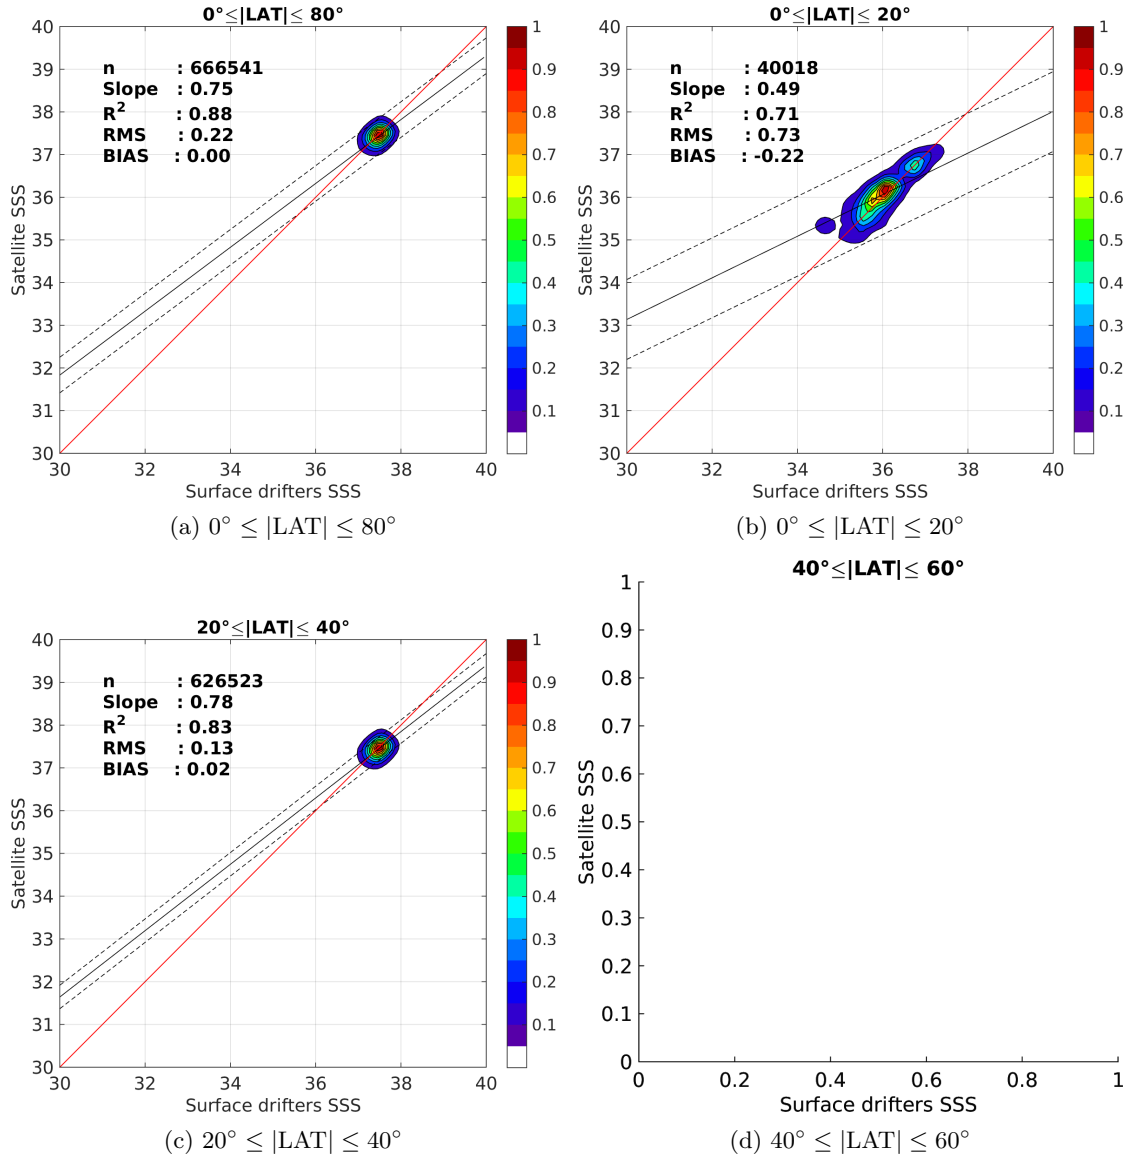 0°≤|LAT|≤ 80°
40
39
38
37
36
35
34
33
32
31
30
30 32 34 36 38 40
Satellite SSS
Surface drifters SSS
n : 666541
Slope : 0.75
R2 : 0.88
RMS : 0.22
BIAS : 0.00
1
0.9
0.8
0.7
0.6
0.5
0.4
0.3
0.2
0.1
(a) 0° ≤ |LAT| ≤ 80°
0°≤|LAT|≤ 20°
40
39
38
37
36
35
34
33
32
31
30
30 32 34 36 38 40
Satellite SSS
Surface drifters SSS
n : 40018
Slope : 0.49
R2 : 0.71
RMS : 0.73
BIAS : -0.22
1
0.9
0.8
0.7
0.6
0.5
0.4
0.3
0.2
0.1
(b) 0° ≤ |LAT| ≤ 20°
20°≤|LAT|≤ 40°
40
39
38
37
36
35
34
33
32
31
30
30 32 34 36 38 40
Satellite SSS
Surface drifters SSS
n : 626523
Slope : 0.78
R2 : 0.83
RMS : 0.13
BIAS : 0.02
1
0.9
0.8
0.7
0.6
0.5
0.4
0.3
0.2
0.1
(c) 20° ≤ |LAT| ≤ 40°
40°≤|LAT|≤ 60°
1
0.9
0.8
0.7
0.6
0.5
0.4
0.3
0.2
0.1
0
0 0.2 0.4 0.6 0.8 1
Satellite SSS
Surface drifters SSS
(d) 40° ≤ |LAT| ≤ 60°